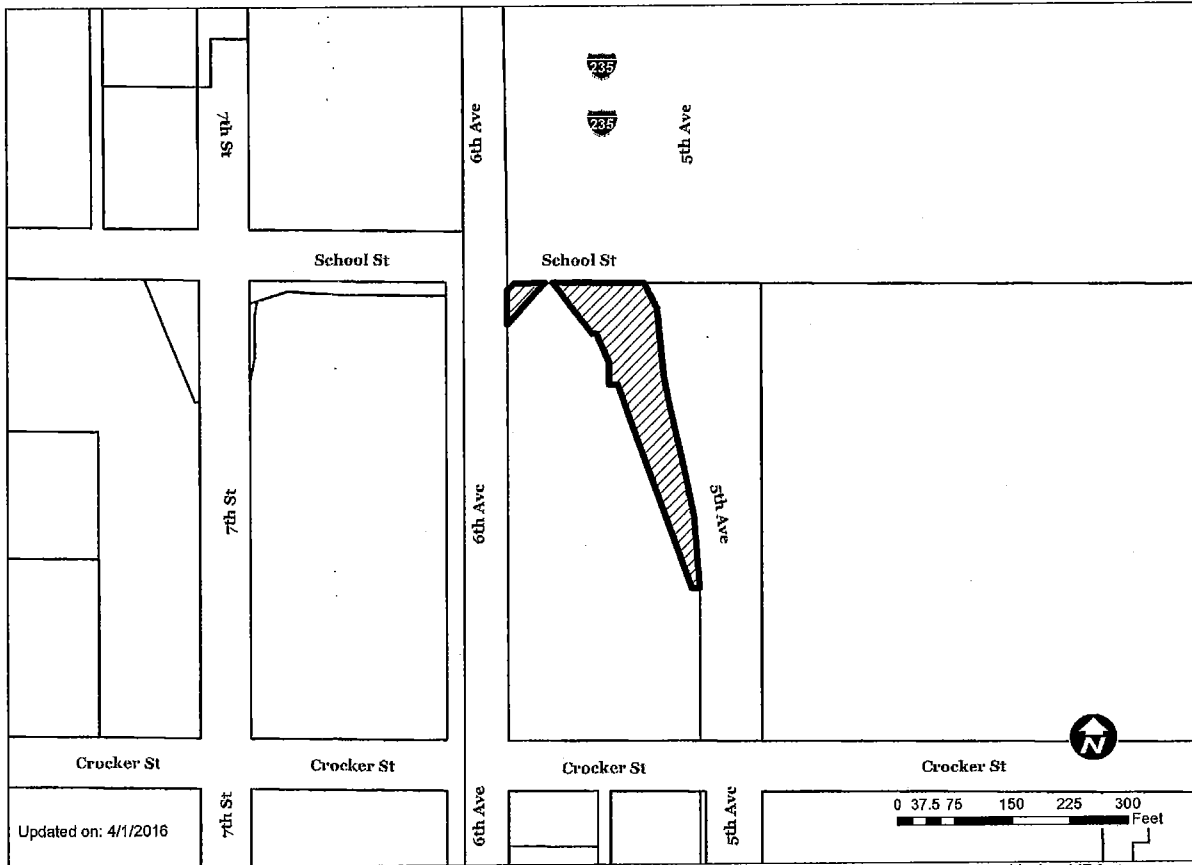 235
235
7th St
6th Ave
5th Ave
School St
School St
7th St
6th Ave
5th Ave
Crocker St
Crocker St
Crocker St
Crocker St
N
0 37.5 75 150 225 300
Feet
7th St
6th Ave
5th Ave
Updated on: 4/1/2016